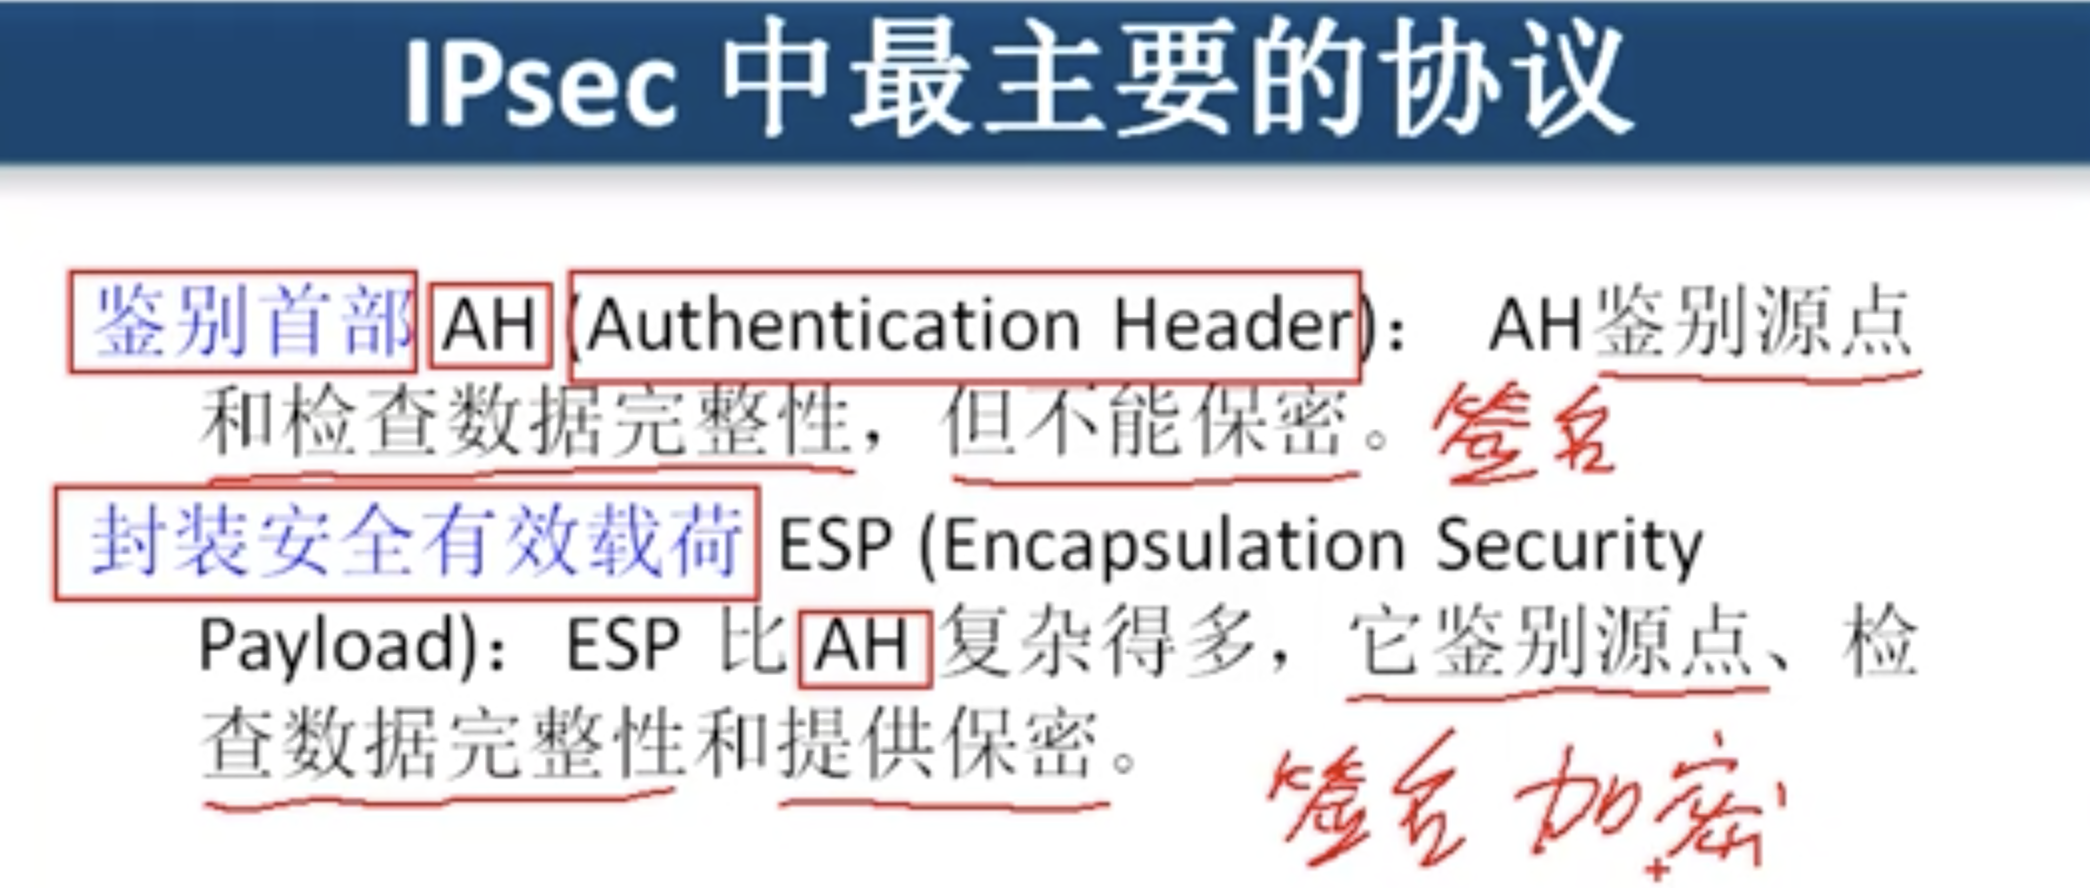 IPsec 中最主要的协议
鉴别首部 AH (Authentication Header)： AH鉴别源点
和检查数据完整性，但不能保密。签名
封装安全有效载荷 ESP (Encapsulation Security
Payload)：ESP 比 AH 复杂得多，它鉴别源点、检
查数据完整性和提供保密。
签名 加密